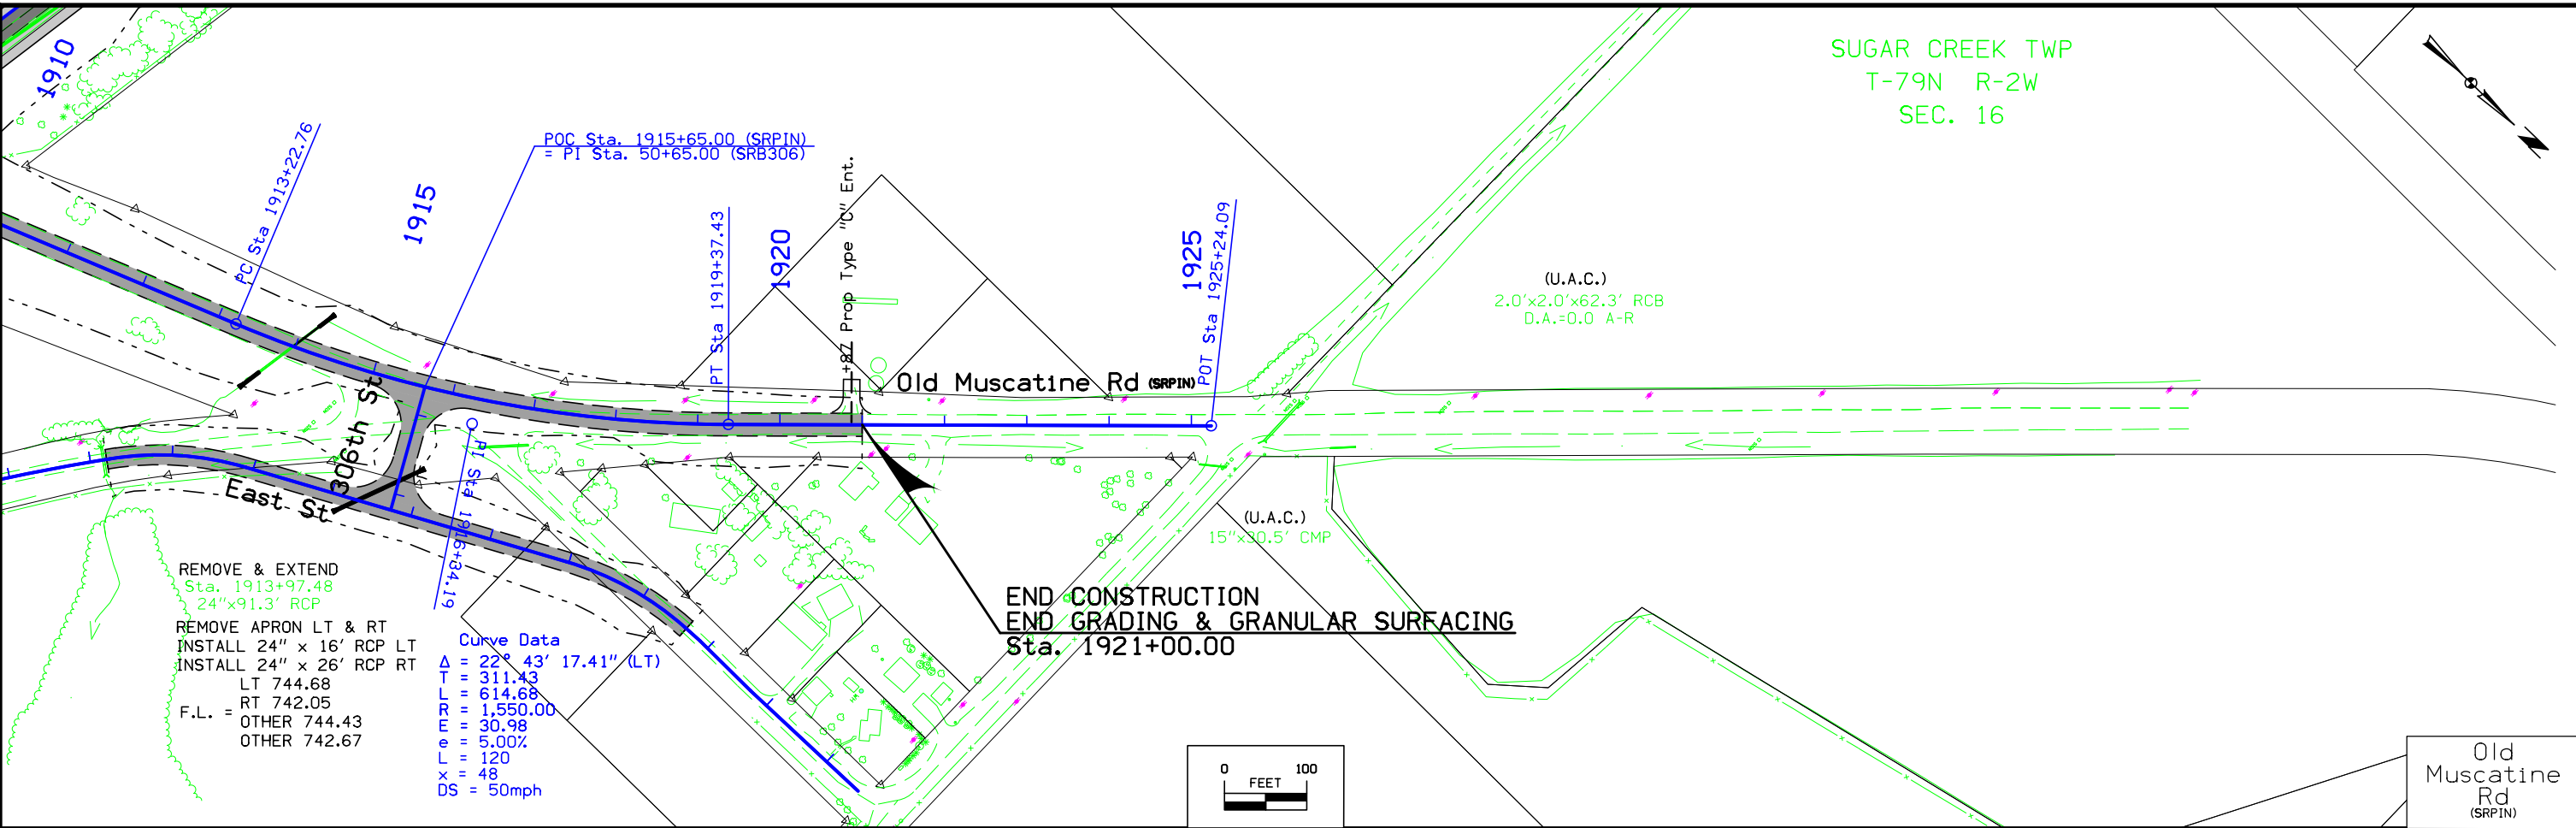 1910
PC Sta 1913+22.76
1915
POC Sta. 1915+65.00 (SRPIN)
= PI Sta. 50+65.00 (SRB306)
PT Sta 1919+37.43
1920
+87 Prop Type "C" Ent.
1925
POT Sta 1925+24.09
SUGAR CREEK TWP
T-79N R-2W
SEC. 16
N
(U.A.C.)
2.0'x2.0'x62.3' RCB
D.A.=0.0 A-R
Old Muscatine Rd (SRPIN)
306th St
East St
PI Sta 1916+34.19
(U.A.C.)
15"x30.5' CMP
END CONSTRUCTION
END GRADING & GRANULAR SURFACING
Sta. 1921+00.00
REMOVE & EXTEND
Sta. 1913+97.48
24"x91.3' RCP
REMOVE APRON LT & RT
INSTALL 24" x 16' RCP LT
INSTALL 24" x 26' RCP RT
LT 744.68
RT 742.05
F.L. =
OTHER 744.43
OTHER 742.67
Curve Data
Δ = 22° 43' 17.41" (LT)
T = 311.43
L = 614.68
R = 1,550.00
E = 30.98
e = 5.00%
L = 120
x = 48
DS = 50mph
0 100
FEET
Old
Muscatine
Rd
(SRPIN)